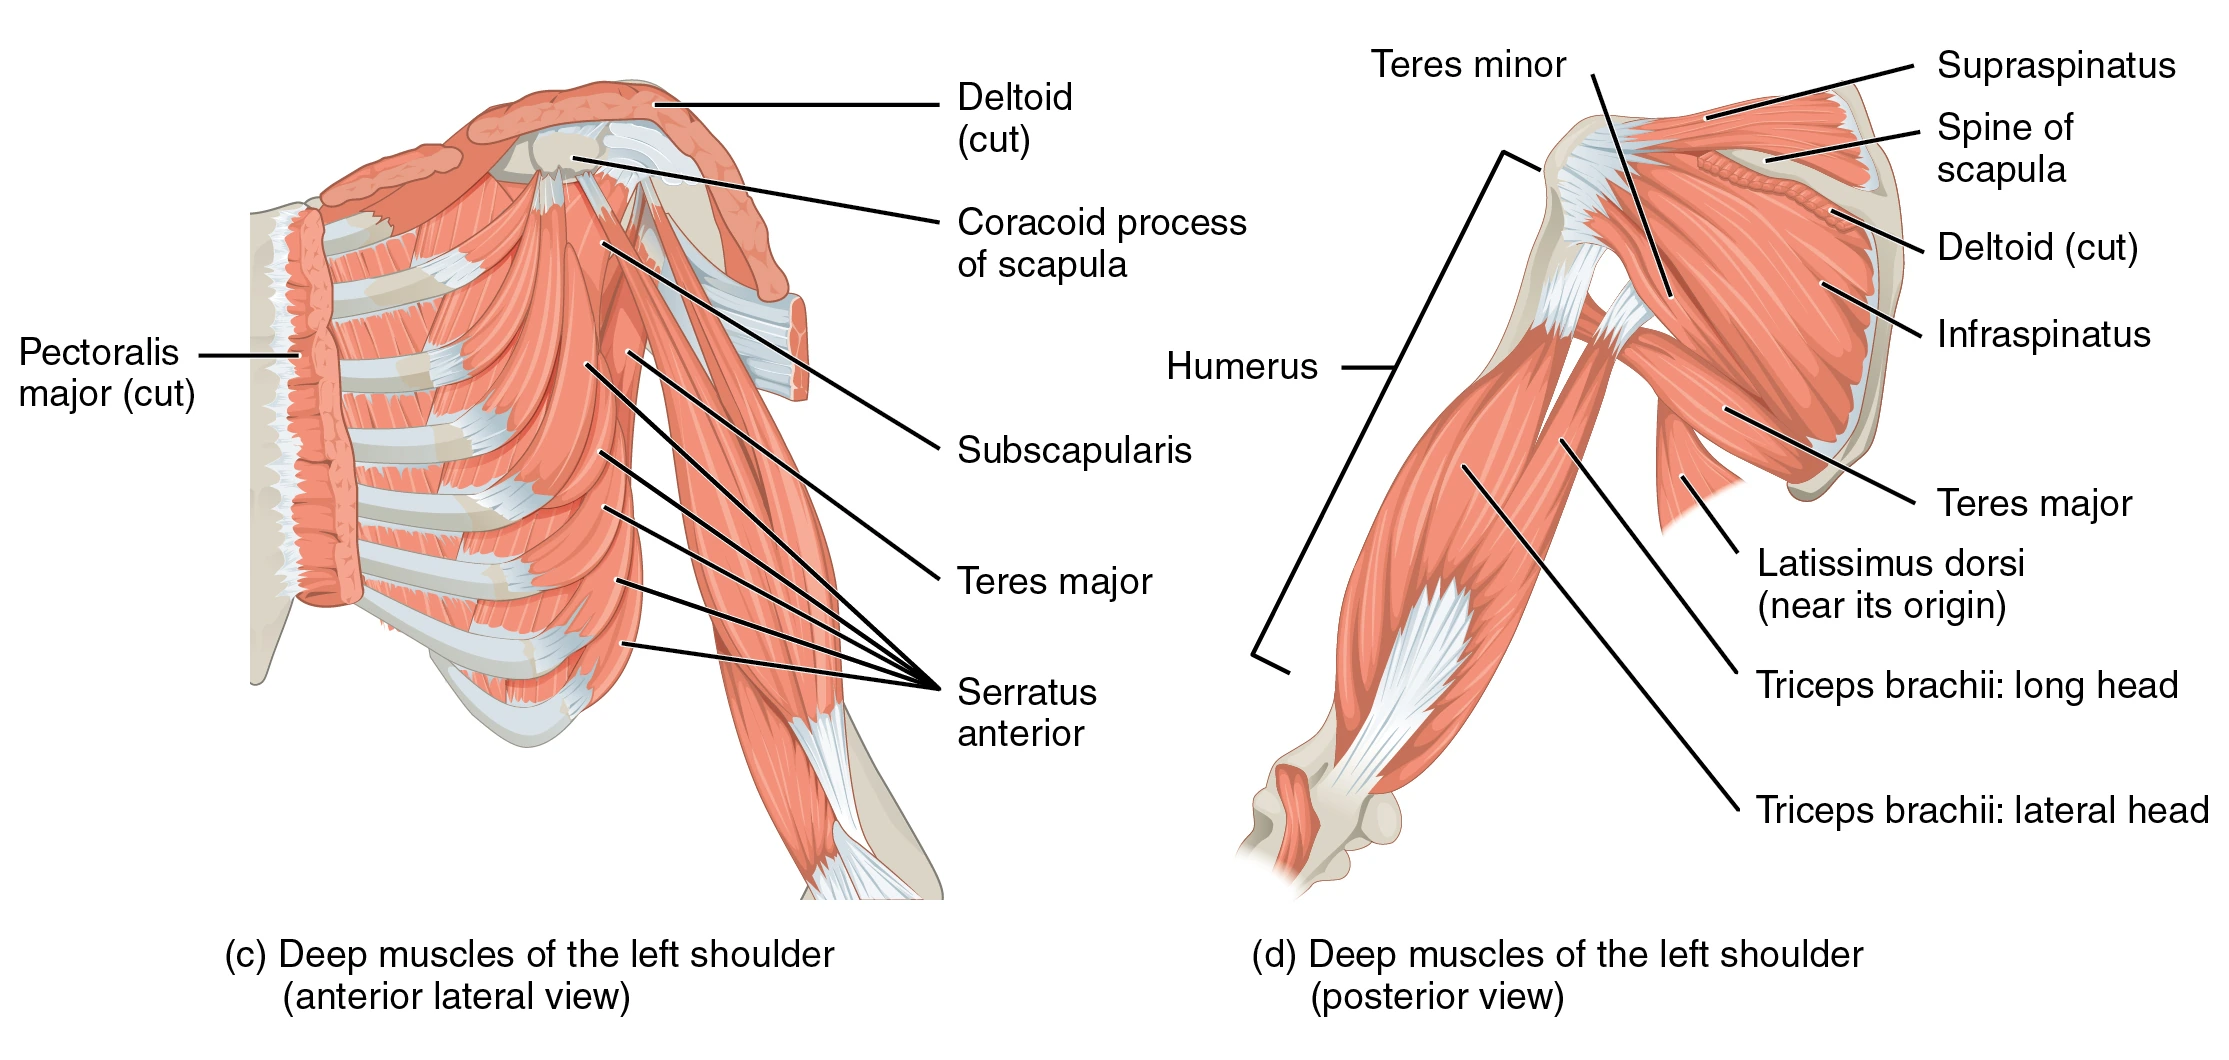 Deltoid
(cut)
Coracoid process
of scapula
Pectoralis
major (cut)
Subscapularis
Teres major
Serratus
anterior
(c) Deep muscles of the left shoulder
(anterior lateral view)
Teres minor
Supraspinatus
Spine of
scapula
Deltoid (cut)
Infraspinatus
Humerus
Teres major
Latissimus dorsi
(near its origin)
Triceps brachii: long head
Triceps brachii: lateral head
(d) Deep muscles of the left shoulder
(posterior view)